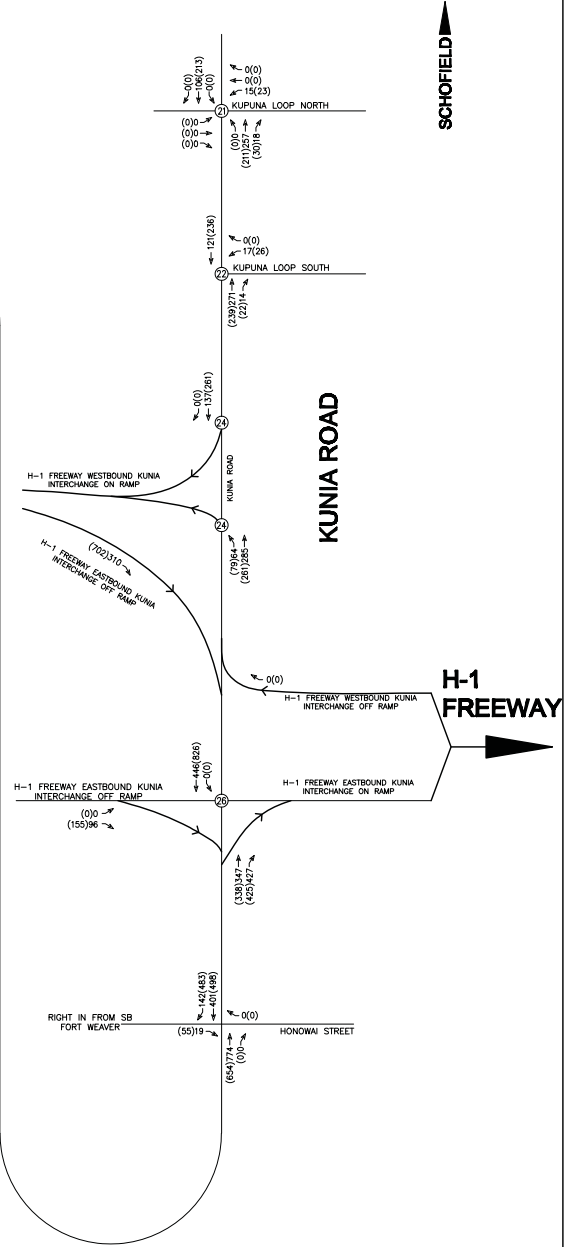 SCHOFIELD
0(0)
106(213)
0(0)
0(0)
0(0)
15(23)
21
KUPUNA LOOP NORTH
(0)0
(0)0
(0)0
(0)0
(211)257
(30)18
121(236)
0(0)
17(26)
22
KUPUNA LOOP SOUTH
(239)271
(22)14
0(0)
137(261)
24
KUNIA ROAD
KUNIA ROAD
H-1 FREEWAY WESTBOUND KUNIA
INTERCHANGE ON RAMP
24
(79)64
(261)285
(702)310
H-1 FREEWAY EASTBOUND KUNIA
INTERCHANGE OFF RAMP
0(0)
H-1 FREEWAY WESTBOUND KUNIA
INTERCHANGE OFF RAMP
H-1
FREEWAY
446(826)
0(0)
H-1 FREEWAY EASTBOUND KUNIA
INTERCHANGE OFF RAMP
26
H-1 FREEWAY EASTBOUND KUNIA
INTERCHANGE ON RAMP
(0)0
(155)96
(338)347
(425)427
142(483)
401(498)
0(0)
RIGHT IN FROM SB
FORT WEAVER
(55)19
HONOWAI STREET
(654)774
(0)0